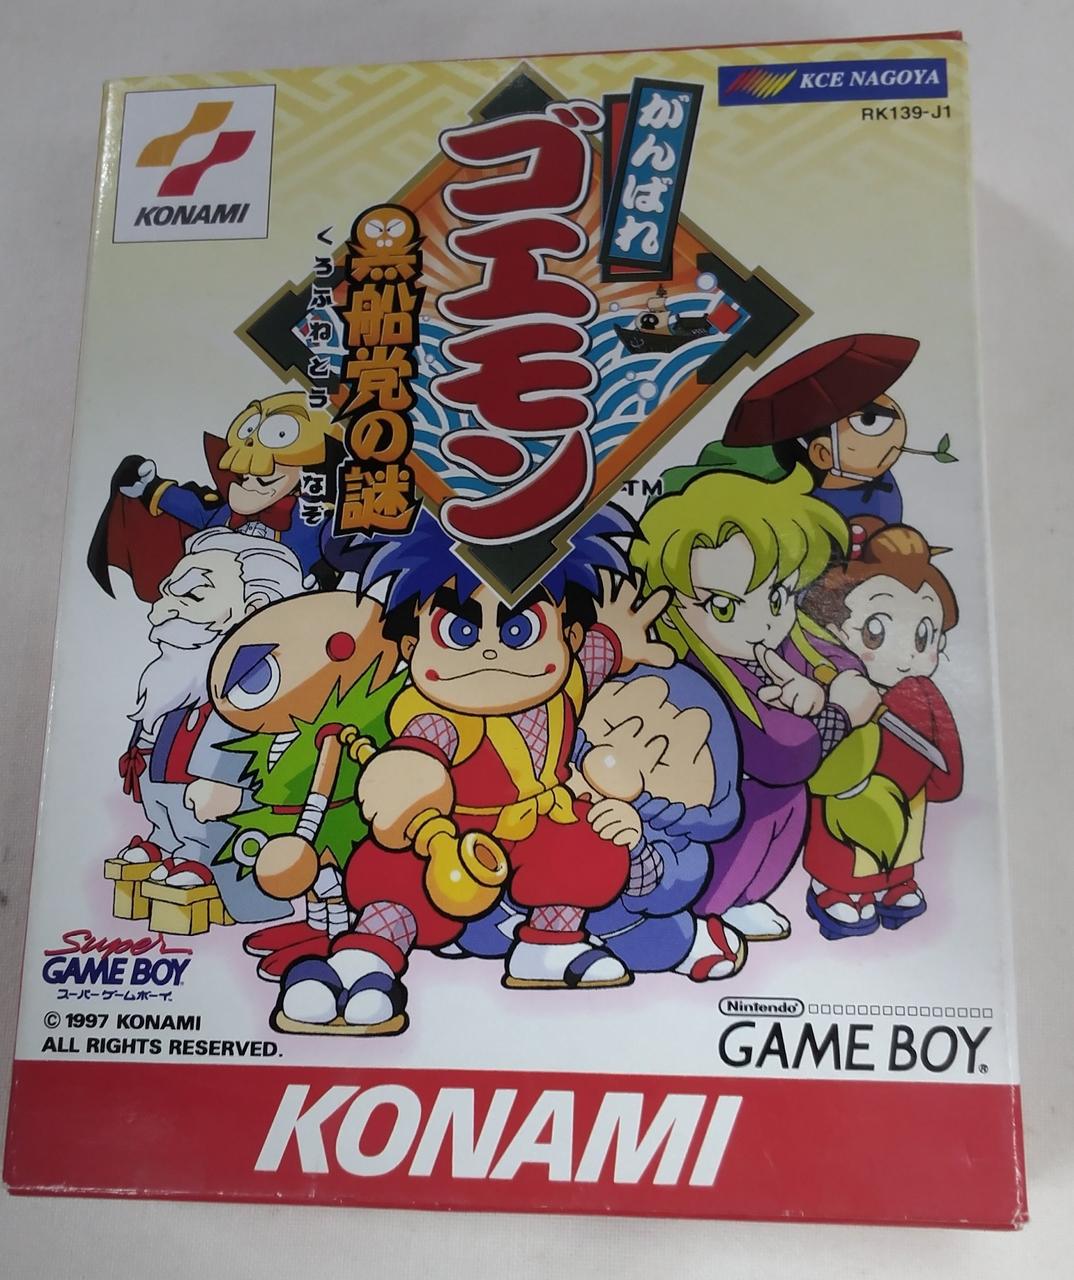 KONAMI
KCE NAGOYA
RK139-J1
がんばれ
ゴエモン
黒船党の謎
くろふねとう なぞ
TM
Super
GAME BOY
スーパーゲームボーイ
© 1997 KONAMI
ALL RIGHTS RESERVED.
Nintendo
GAME BOY®
KONAMI